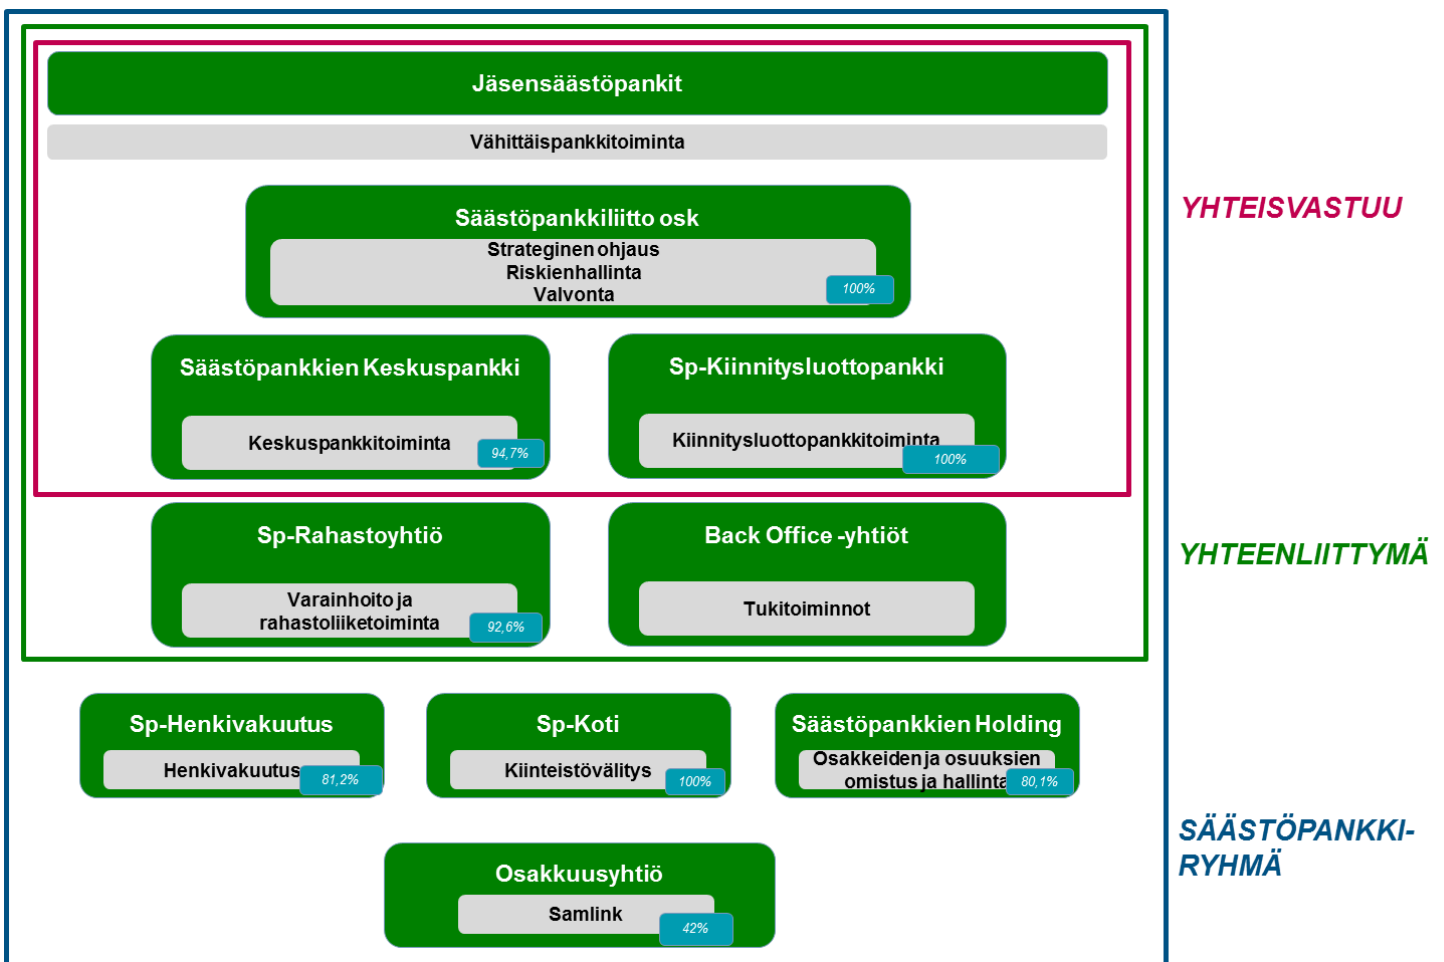 Jäsensäästöpankit
Vähittäispankkitoiminta
Säästöpankkiliitto osk
Strateginen ohjaus
Riskienhallinta
Valvonta
100%
YHTEISVASTUU
Säästöpankkien Keskuspankki
Keskuspankkitoiminta
94,7%
Sp-Kiinnitysluottopankki
Kiinnitysluottopankkitoiminta
100%
Sp-Rahastoyhtiö
Varainhoito ja
rahastoliiketoiminta
92,6%
Back Office -yhtiöt
Tukitoiminnot
YHTEENLIITTYMÄ
Sp-Henkivakuutus
Henkivakuutus
81,2%
Sp-Koti
Kiinteistövälitys
100%
Säästöpankkien Holding
Osakkeiden ja osuuksien
omistus ja hallinta
80,1%
SÄÄSTÖPANKKI-
RYHMÄ
Osakkuusyhtiö
Samlink
42%